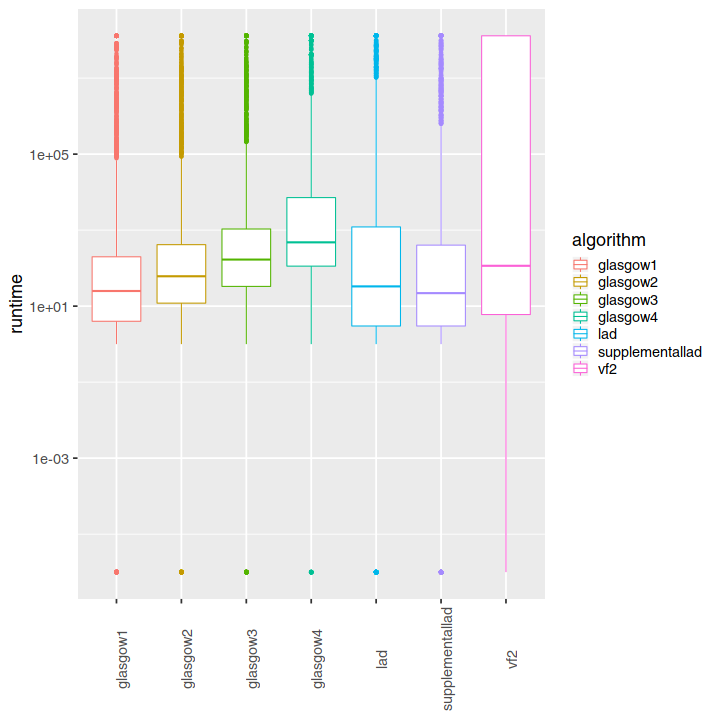 1e+05
1e+01
1e-03
runtime
glasgow1
glasgow2
glasgow3
glasgow4
lad
supplementallad
vf2
algorithm
glasgow1
glasgow2
glasgow3
glasgow4
lad
supplementallad
vf2